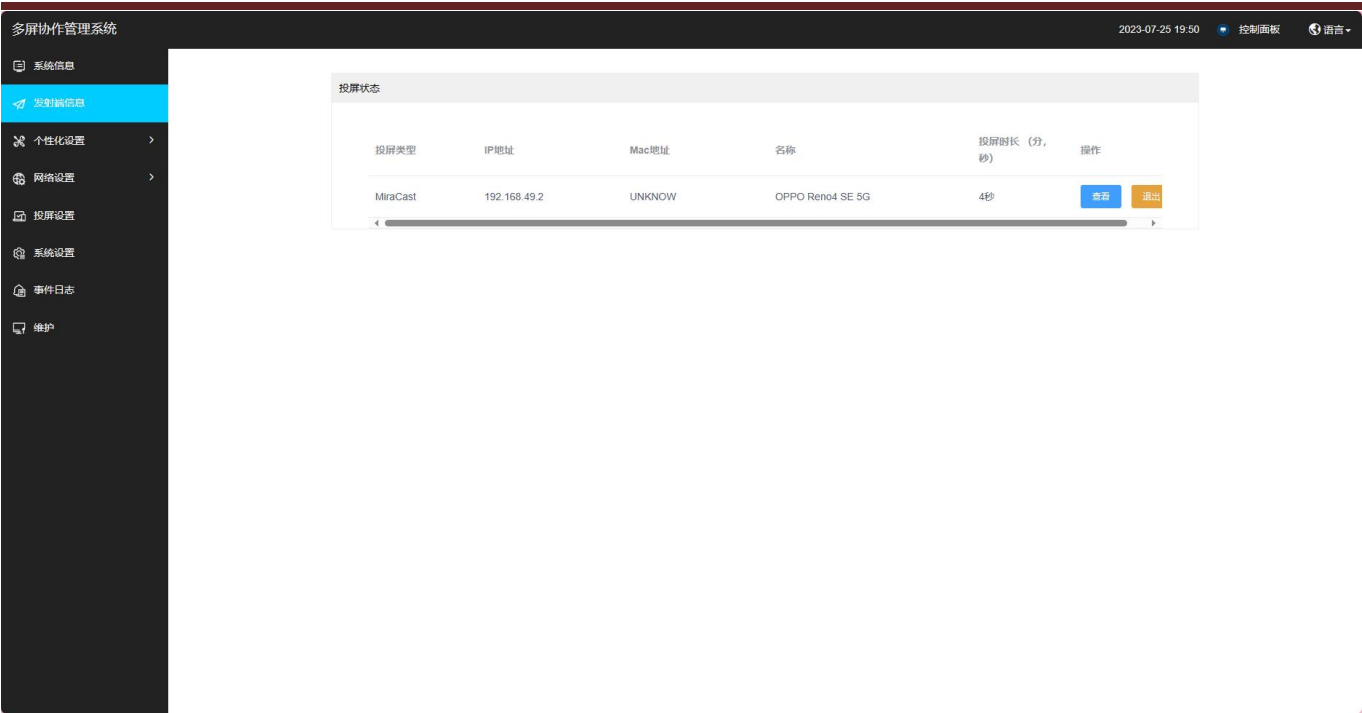 多屏协作管理系统
2023-07-25 19:50 控制面板 语言
系统信息
发射端信息
个性化设置
网络设置
投屏设置
系统设置
事件日志
维护
投屏状态
投屏类型 IP地址 Mac地址 名称 投屏时长 (分,
秒) 操作
MiraCast 192.168.49.2 UNKNOW OPPO Reno4 SE 5G 4秒 查看 退出